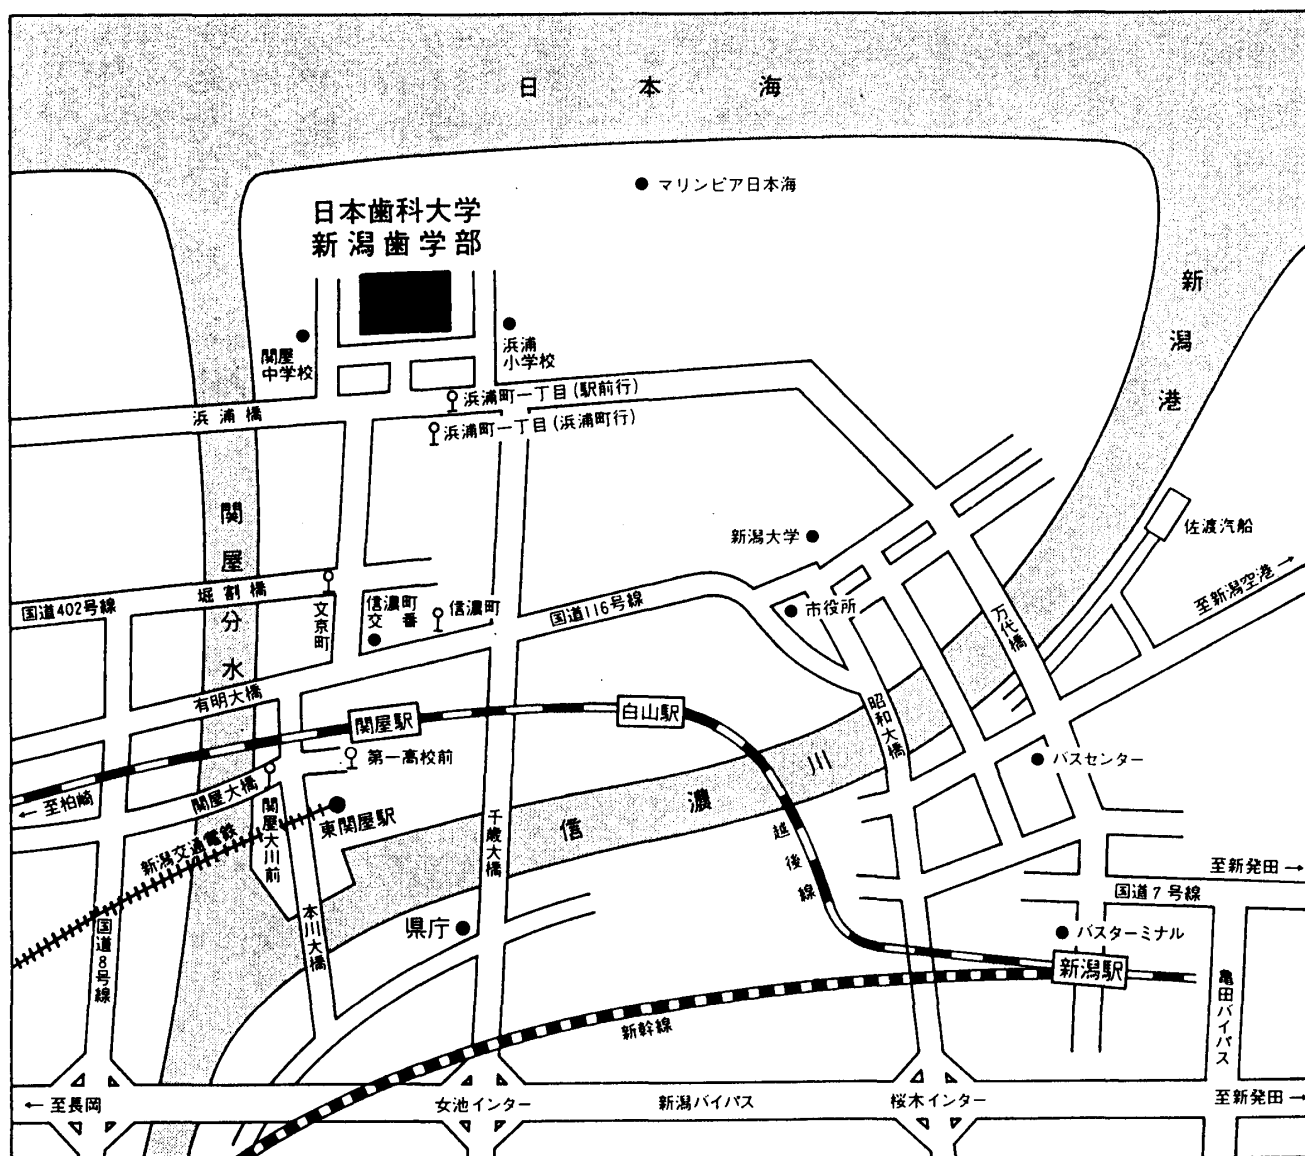 日本海
マリンピア日本海
日本歯科大学
新潟歯学部
新潟港
関屋
中学校
浜浦
小学校
浜浦町一丁目(駅前行)
浜浦橋
浜浦町一丁目(浜浦町行)
関屋分水
新潟大学
佐渡汽船
至新潟空港→
国道402号線
堀割橋
文京町
信濃町
交番
信濃町
国道116号線
市役所
万代橋
有明大橋
関屋駅
白山駅
昭和大橋
第一高校前
バスセンター
←至柏崎
関屋大橋
関屋大川前
東関屋駅
新潟交通電鉄
千歳大橋
信濃川
越後線
至新発田→
国道7号線
国道8号線
本川大橋
県庁
バスターミナル
新潟駅
亀田バイパス
新幹線
←至長岡
女池インター
新潟バイパス
桜木インター
至新発田→